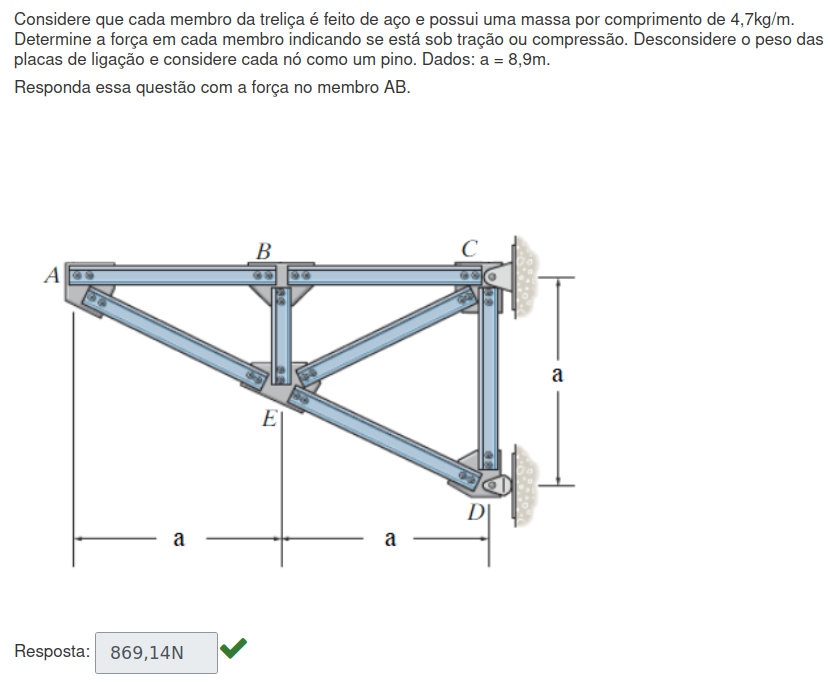 Considere que cada membro da treliça é feito de aço e possui uma massa por comprimento de 4,7kg/m.
Determine a força em cada membro indicando se está sob tração ou compressão. Desconsidere o peso das
placas de ligação e considere cada nó como um pino. Dados: a = 8,9m.
Responda essa questão com a força no membro AB.
B
C
A
a
E
D
a
a
Resposta: 869,14N